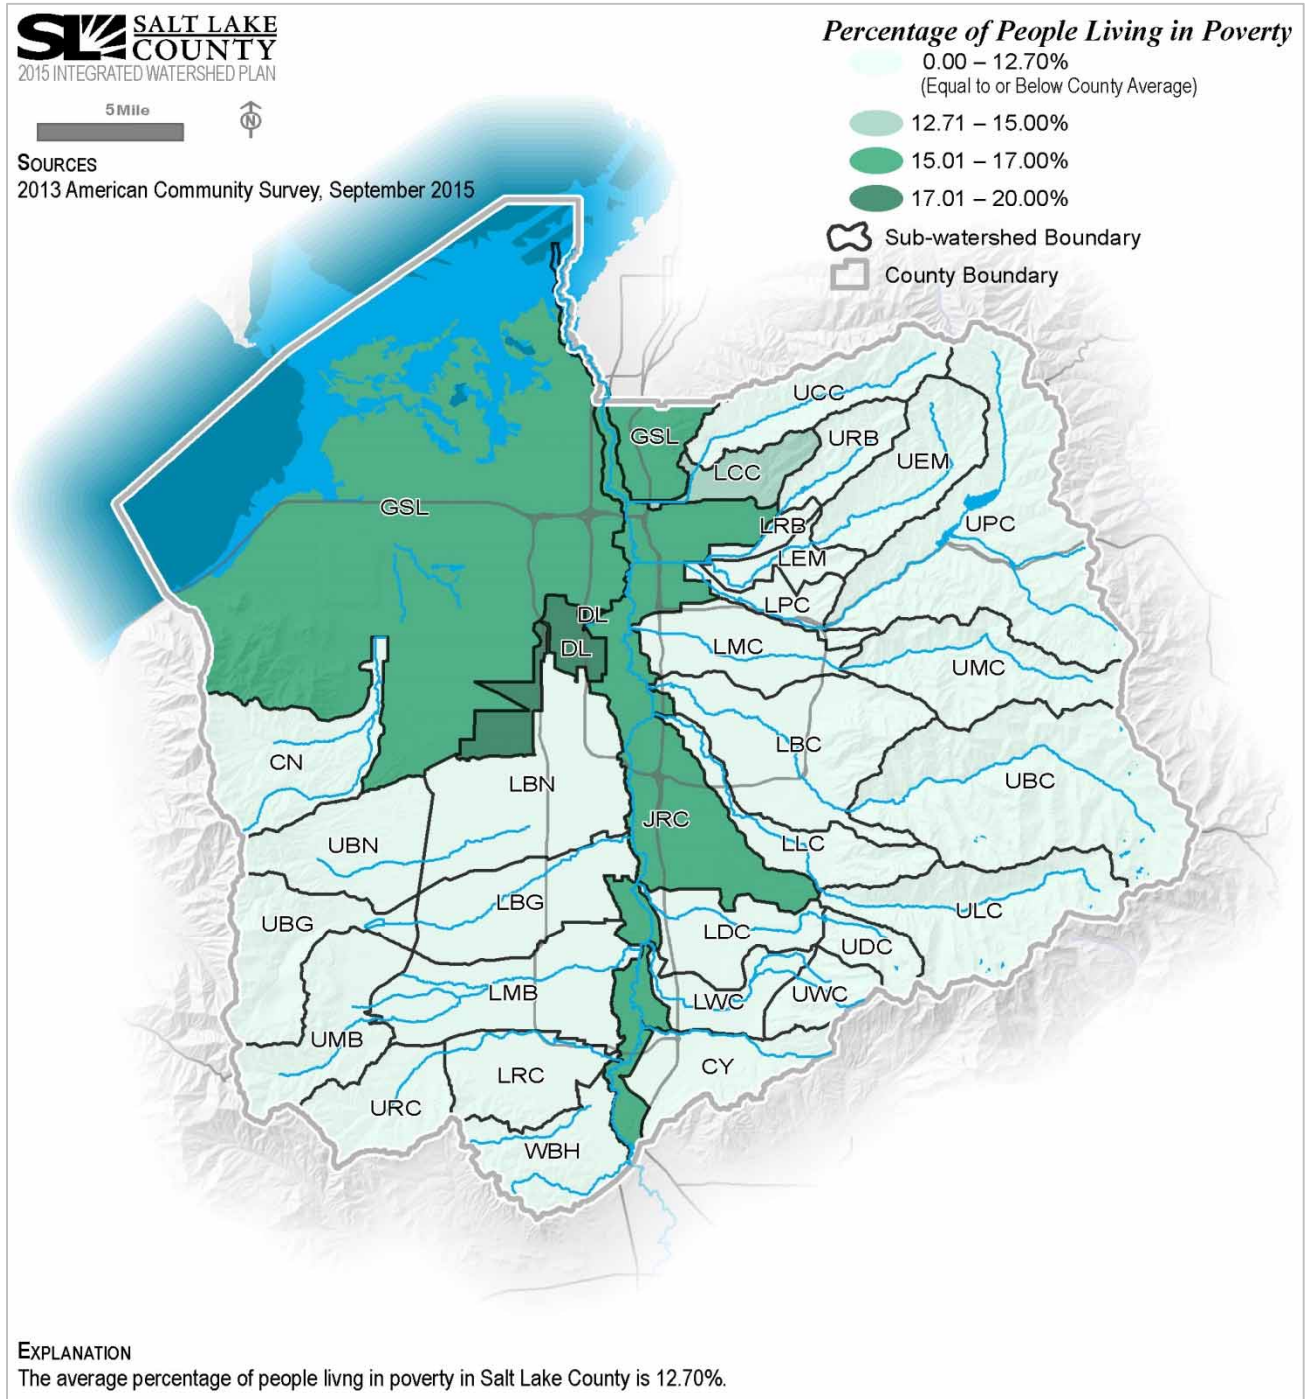 SL SALT LAKE
COUNTY
2015 INTEGRATED WATERSHED PLAN
5 Mile
N
SOURCES
2013 American Community Survey, September 2015
Percentage of People Living in Poverty
0.00 – 12.70%
(Equal to or Below County Average)
12.71 – 15.00%
15.01 – 17.00%
17.01 – 20.00%
Sub-watershed Boundary
County Boundary
UCC
GSL
URB
UEM
LCC
GSL
LRB
UPC
LEM
LPC
DL
DL
LMC
UMC
CN
LBC
UBC
LBN
JRC
UBN
LLC
LBG
ULC
UBG
LDC
UDC
LMB
LWC
UWC
UMB
LRC
CY
URC
WBH
EXPLANATION
The average percentage of people livng in poverty in Salt Lake County is 12.70%.